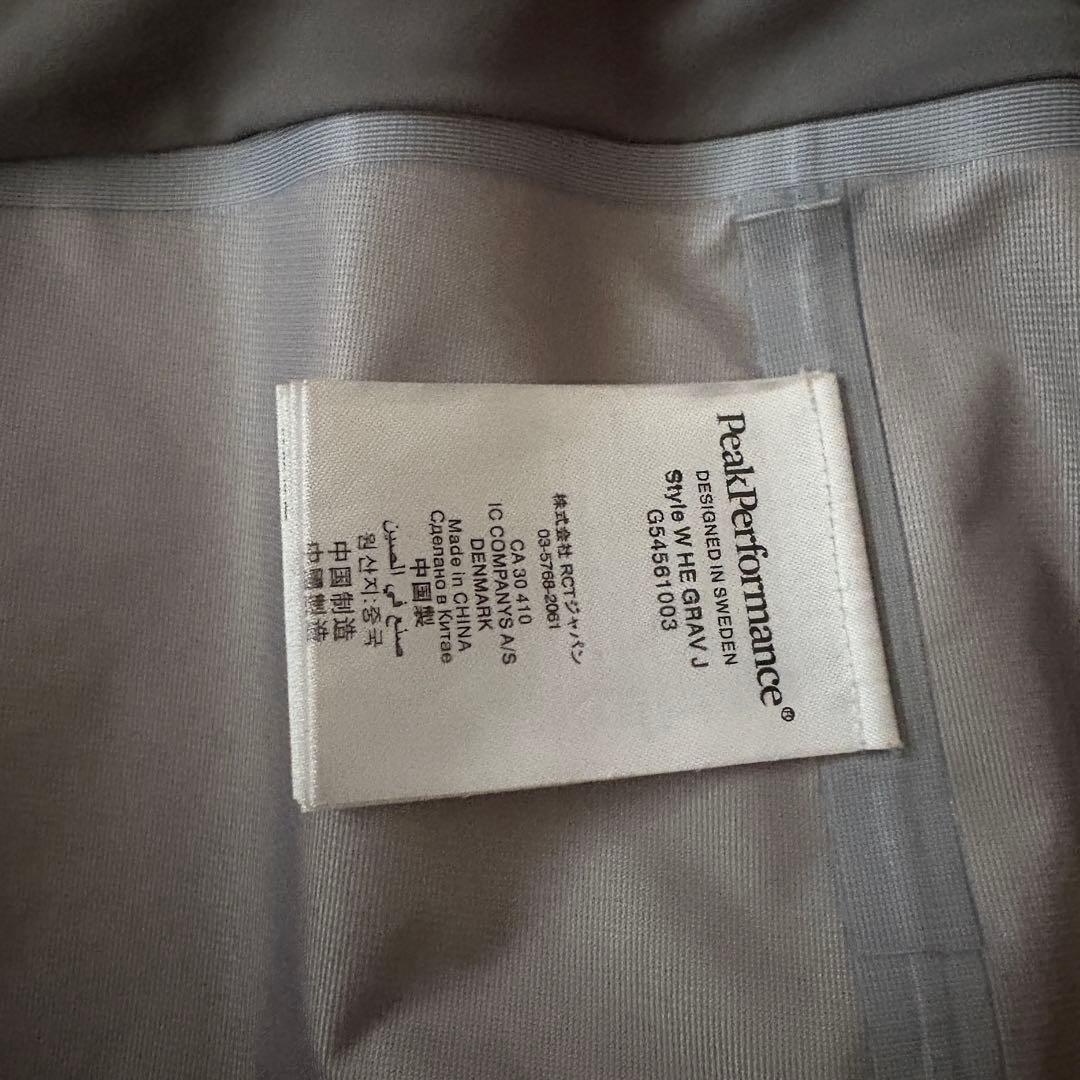 PeakPerformance®
DESIGNED IN SWEDEN
Style W HE GRAV J
G54561003
株式会社 RCTジャパン
03-5768-2061
CA 30 410
IC COMPANYS A/S
DENMARK
Made in CHINA
Сделано в Китае
中国製
صنع في الصين
원산지:중국
中国制造
中國製造